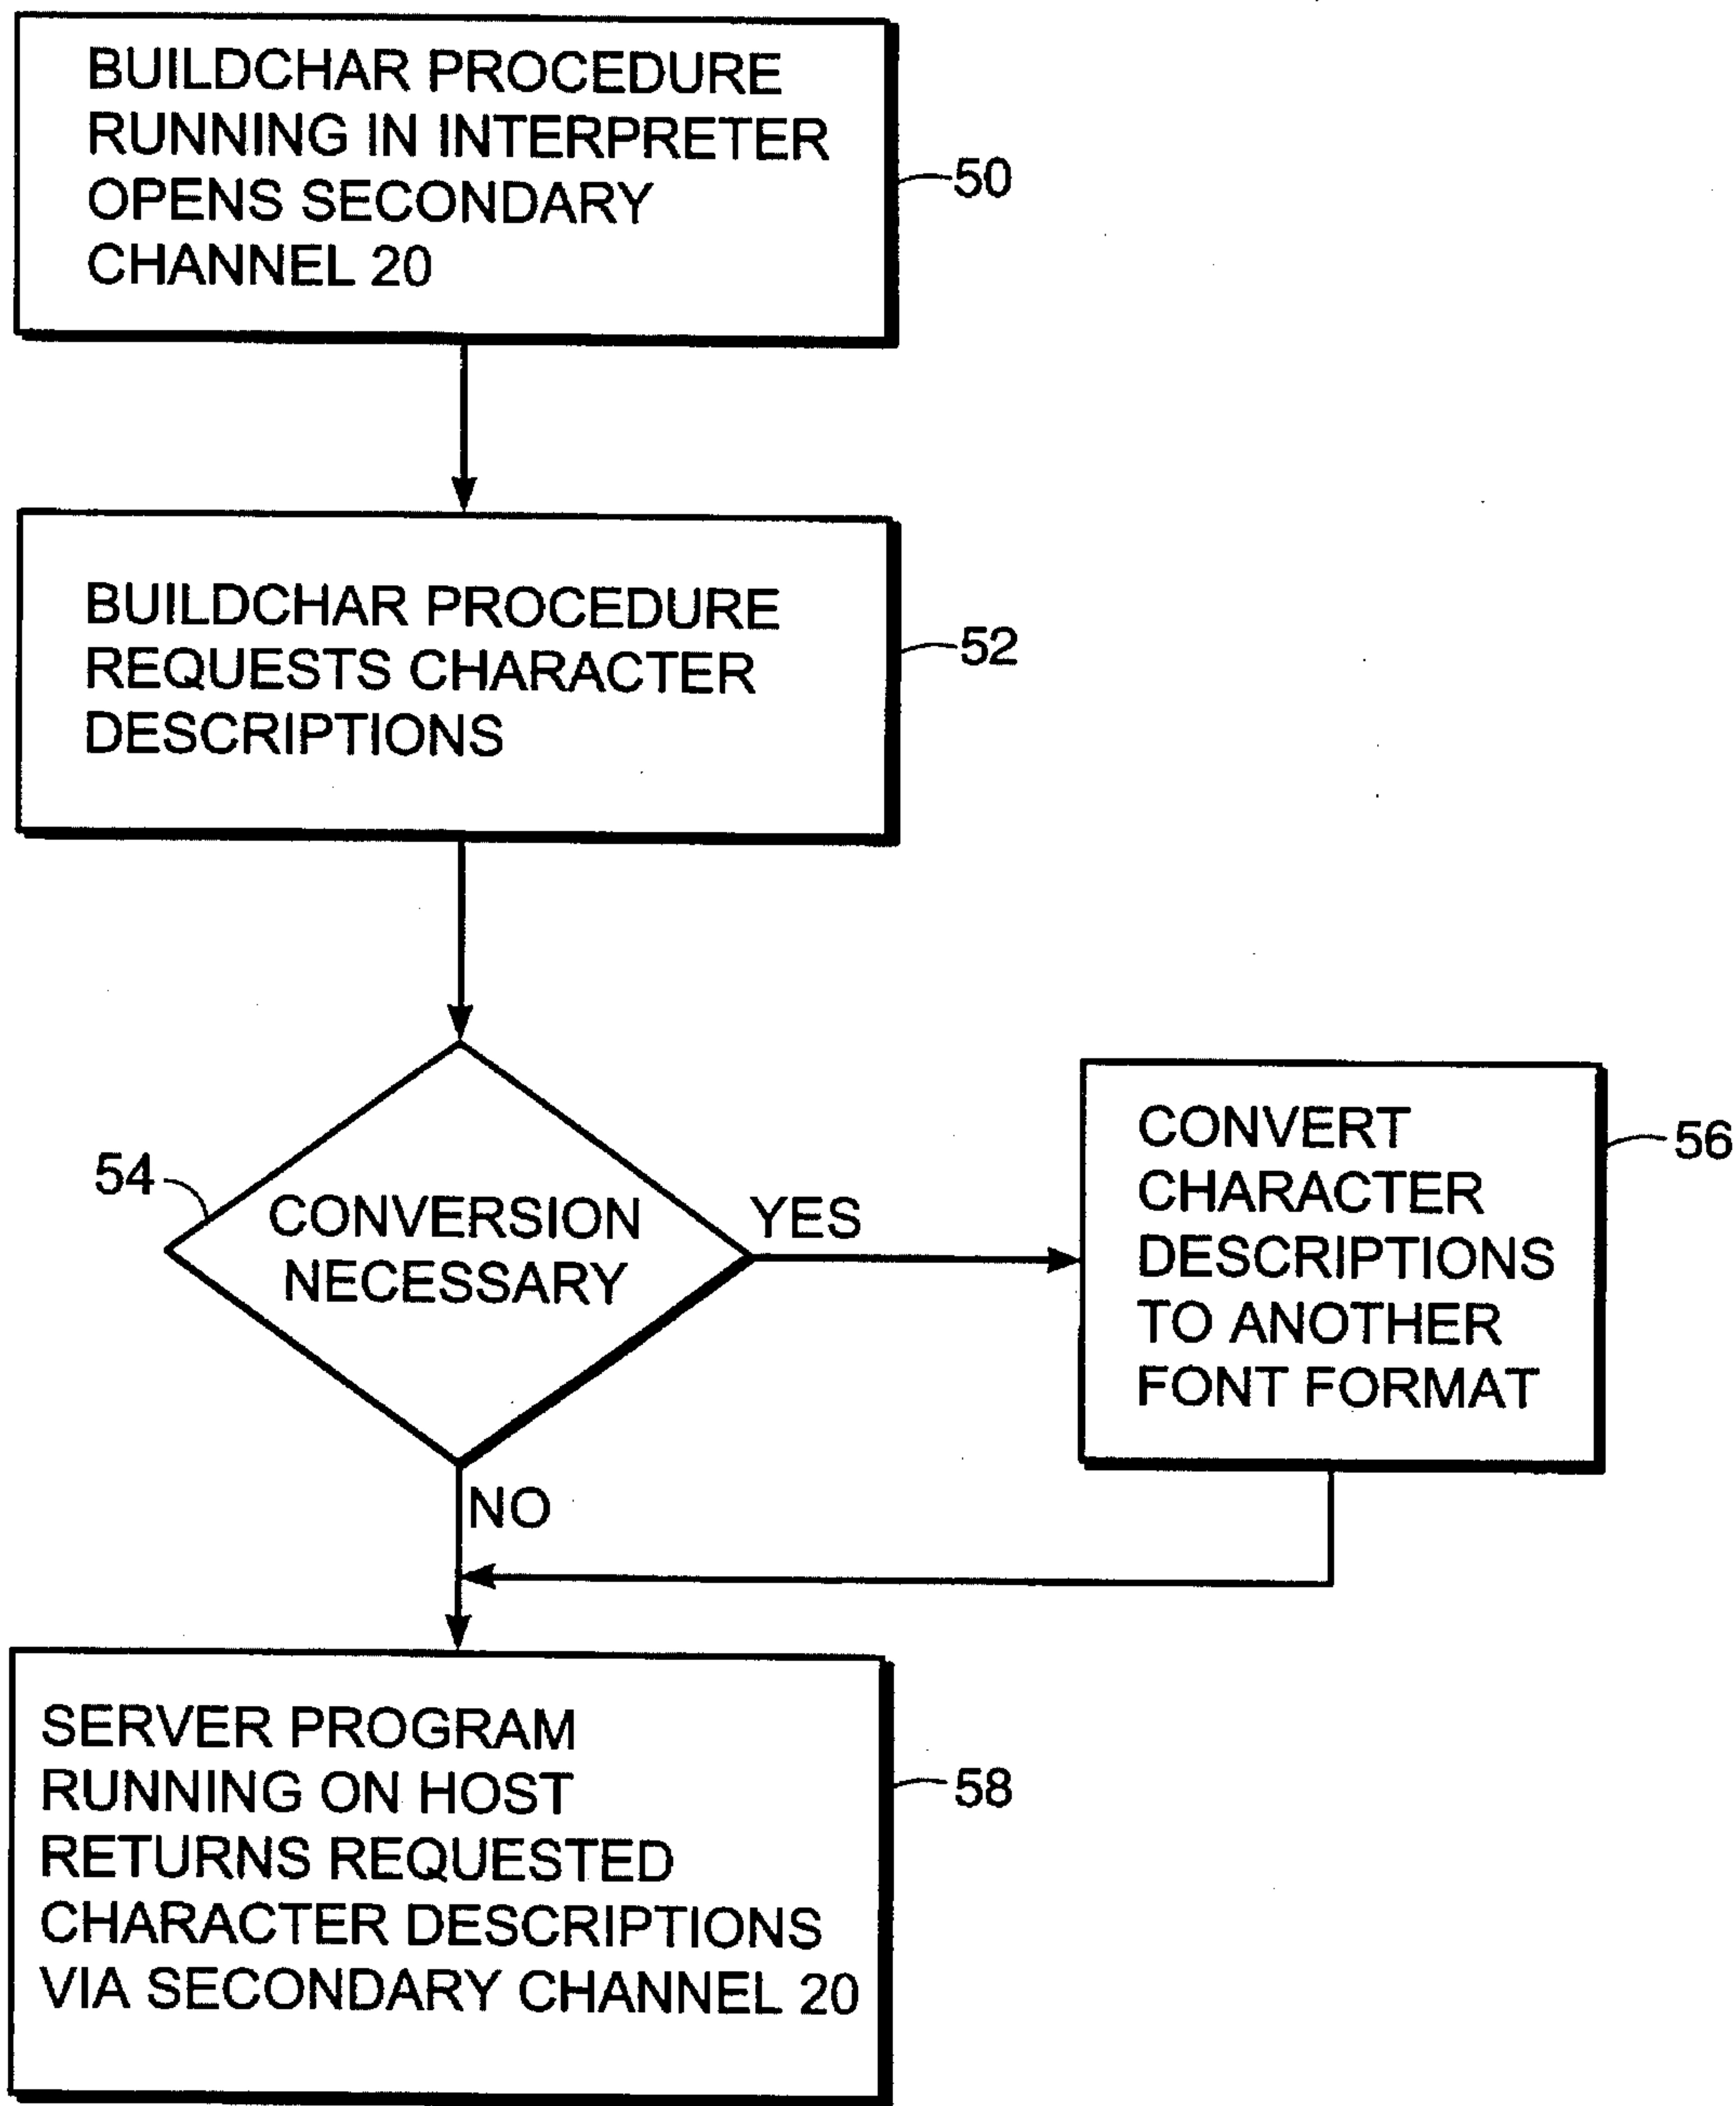 BUILDCHAR PROCEDURE
RUNNING IN INTERPRETER
OPENS SECONDARY
CHANNEL 20
50
BUILDCHAR PROCEDURE
REQUESTS CHARACTER
DESCRIPTIONS
52
54
CONVERSION
NECESSARY
YES
NO
CONVERT
CHARACTER
DESCRIPTIONS
TO ANOTHER
FONT FORMAT
56
SERVER PROGRAM
RUNNING ON HOST
RETURNS REQUESTED
CHARACTER DESCRIPTIONS
VIA SECONDARY CHANNEL 20
58